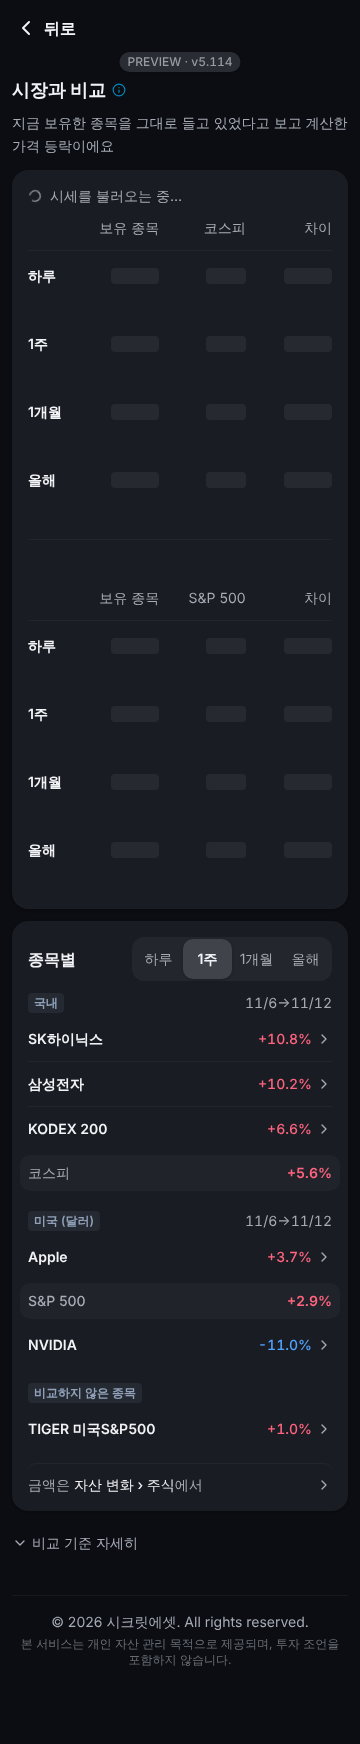 뒤로
PREVIEW · v5.114
시장과 비교
지금 보유한 종목을 그대로 들고 있었다고 보고 계산한
가격 등락이에요
시세를 불러오는 중...
보유 종목 코스피 차이
하루
1주
1개월
올해
보유 종목 S&P 500 차이
하루
1주
1개월
올해
종목별 하루 1주 1개월 올해
국내 11/6→11/12
SK하이닉스 +10.8%
삼성전자 +10.2%
KODEX 200 +6.6%
코스피 +5.6%
미국 (달러) 11/6→11/12
Apple +3.7%
S&P 500 +2.9%
NVIDIA -11.0%
비교하지 않은 종목
TIGER 미국S&P500 +1.0%
금액은 자산 변화 › 주식에서
비교 기준 자세히
© 2026 시크릿에셋. All rights reserved.
본 서비스는 개인 자산 관리 목적으로 제공되며, 투자 조언을
포함하지 않습니다.